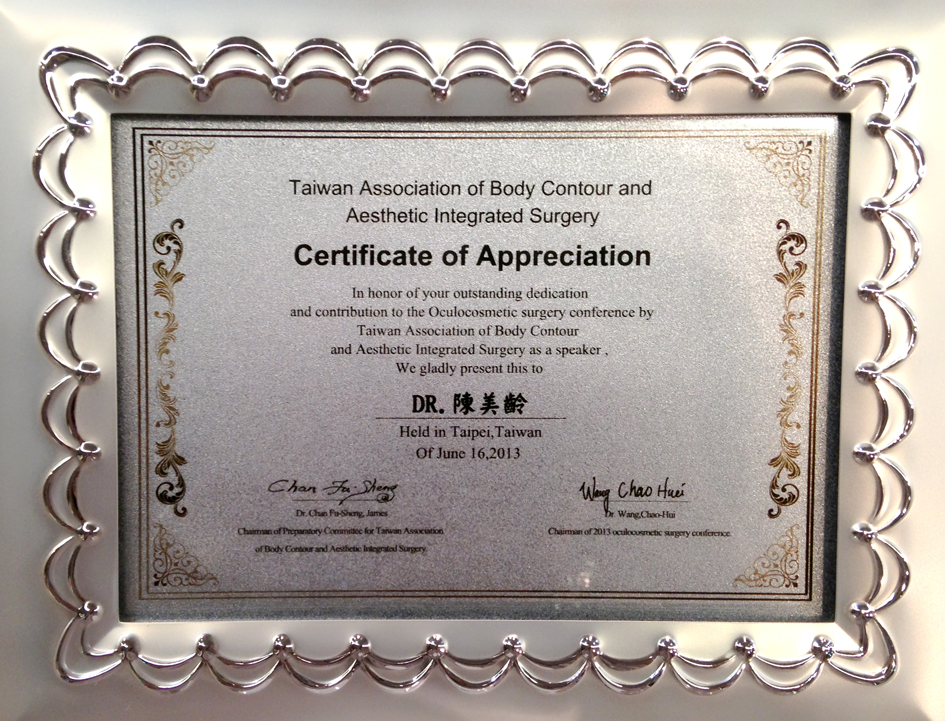 Taiwan Association of Body Contour and
Aesthetic Integrated Surgery
Certificate of Appreciation
In honor of your outstanding dedication
and contribution to the Oculocosmetic surgery conference by
Taiwan Association of Body Contour
and Aesthetic Integrated Surgery as a speaker ,
We gladly present this to
DR. 陳美齡
Held in Taipei,Taiwan
Of June 16,2013
Chan Fu-Sheng
Dr. Chan Fu-Sheng, James
Chairman of Preparatory Committee for Taiwan Association
of Body Contour and Aesthetic Integrated Surgery.
Wang Chao Huei
Dr. Wang,Chao-Hui
Chairman of 2013 oculocosmetic surgery conference.